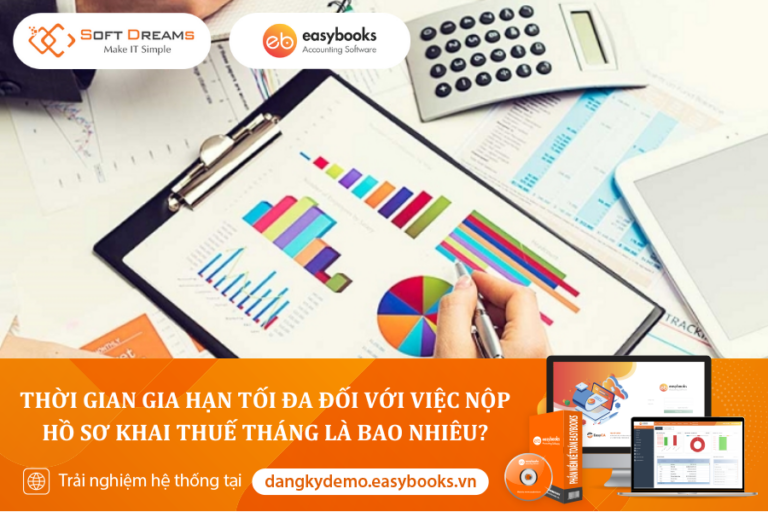 SOFT DREAMS
Make IT Simple
eb
easybooks
Accounting Software
THỜI GIAN GIA HẠN TỐI ĐA ĐỐI VỚI VIỆC NỘP
HỒ SƠ KHAI THUẾ THÁNG LÀ BAO NHIÊU?
Trải nghiệm hệ thống tại
dangkydemo.easybooks.vn
easybooks
PHẦN MỀM KẾ TOÁN EASYBOOKS